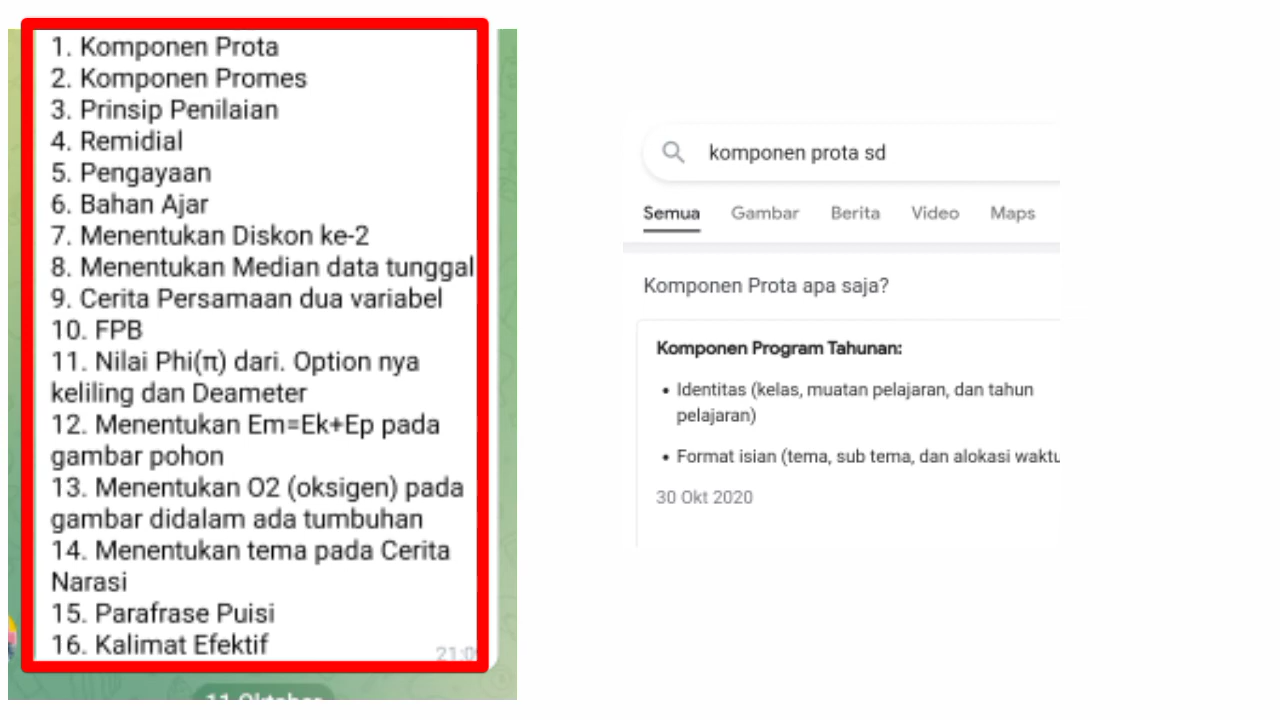 1. Komponen Prota
2. Komponen Promes
3. Prinsip Penilaian
4. Remidial
5. Pengayaan
6. Bahan Ajar
7. Menentukan Diskon ke-2
8. Menentukan Median data tunggal
9. Cerita Persamaan dua variabel
10. FPB
11. Nilai Phi(π) dari. Option nya
keliling dan Deameter
12. Menentukan Em=Ek+Ep pada
gambar pohon
13. Menentukan O2 (oksigen) pada
gambar didalam ada tumbuhan
14. Menentukan tema pada Cerita
Narasi
15. Parafrase Puisi
16. Kalimat Efektif
11 Oktober
komponen prota sd
Semua Gambar Berita Video Maps
Komponen Prota apa saja?
Komponen Program Tahunan:
• Identitas (kelas, muatan pelajaran, dan tahun
pelajaran)
• Format isian (tema, sub tema, dan alokasi waktu
30 Okt 2020